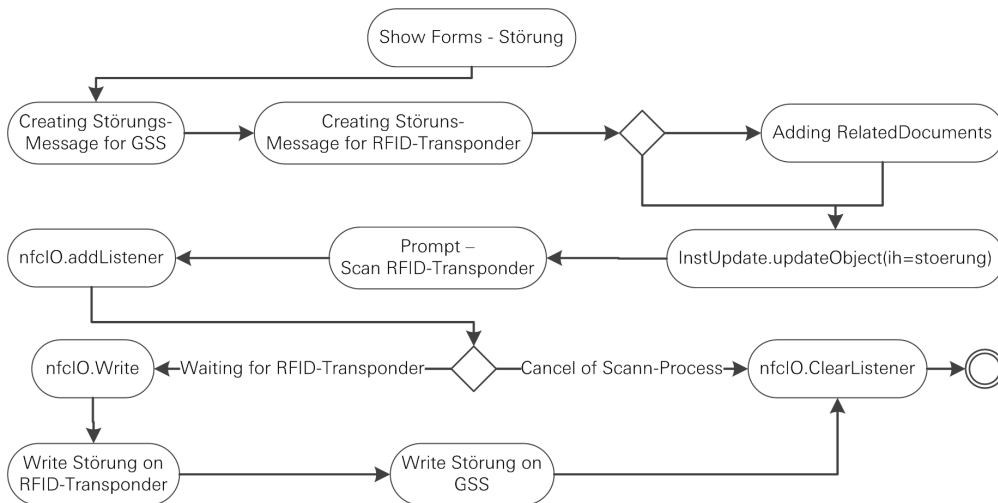 Show Forms - Störung
Creating Störungs-
Message for GSS
Creating Störuns-
Message for RFID-Transponder
Adding RelatedDocuments
nfcIO.addListener
Prompt –
Scan RFID-Transponder
InstUpdate.updateObject(ih=stoerung)
nfcIO.Write
Waiting for RFID-Transponder
Cancel of Scann-Process
nfcIO.ClearListener
Write Störung on
RFID-Transponder
Write Störung on
GSS